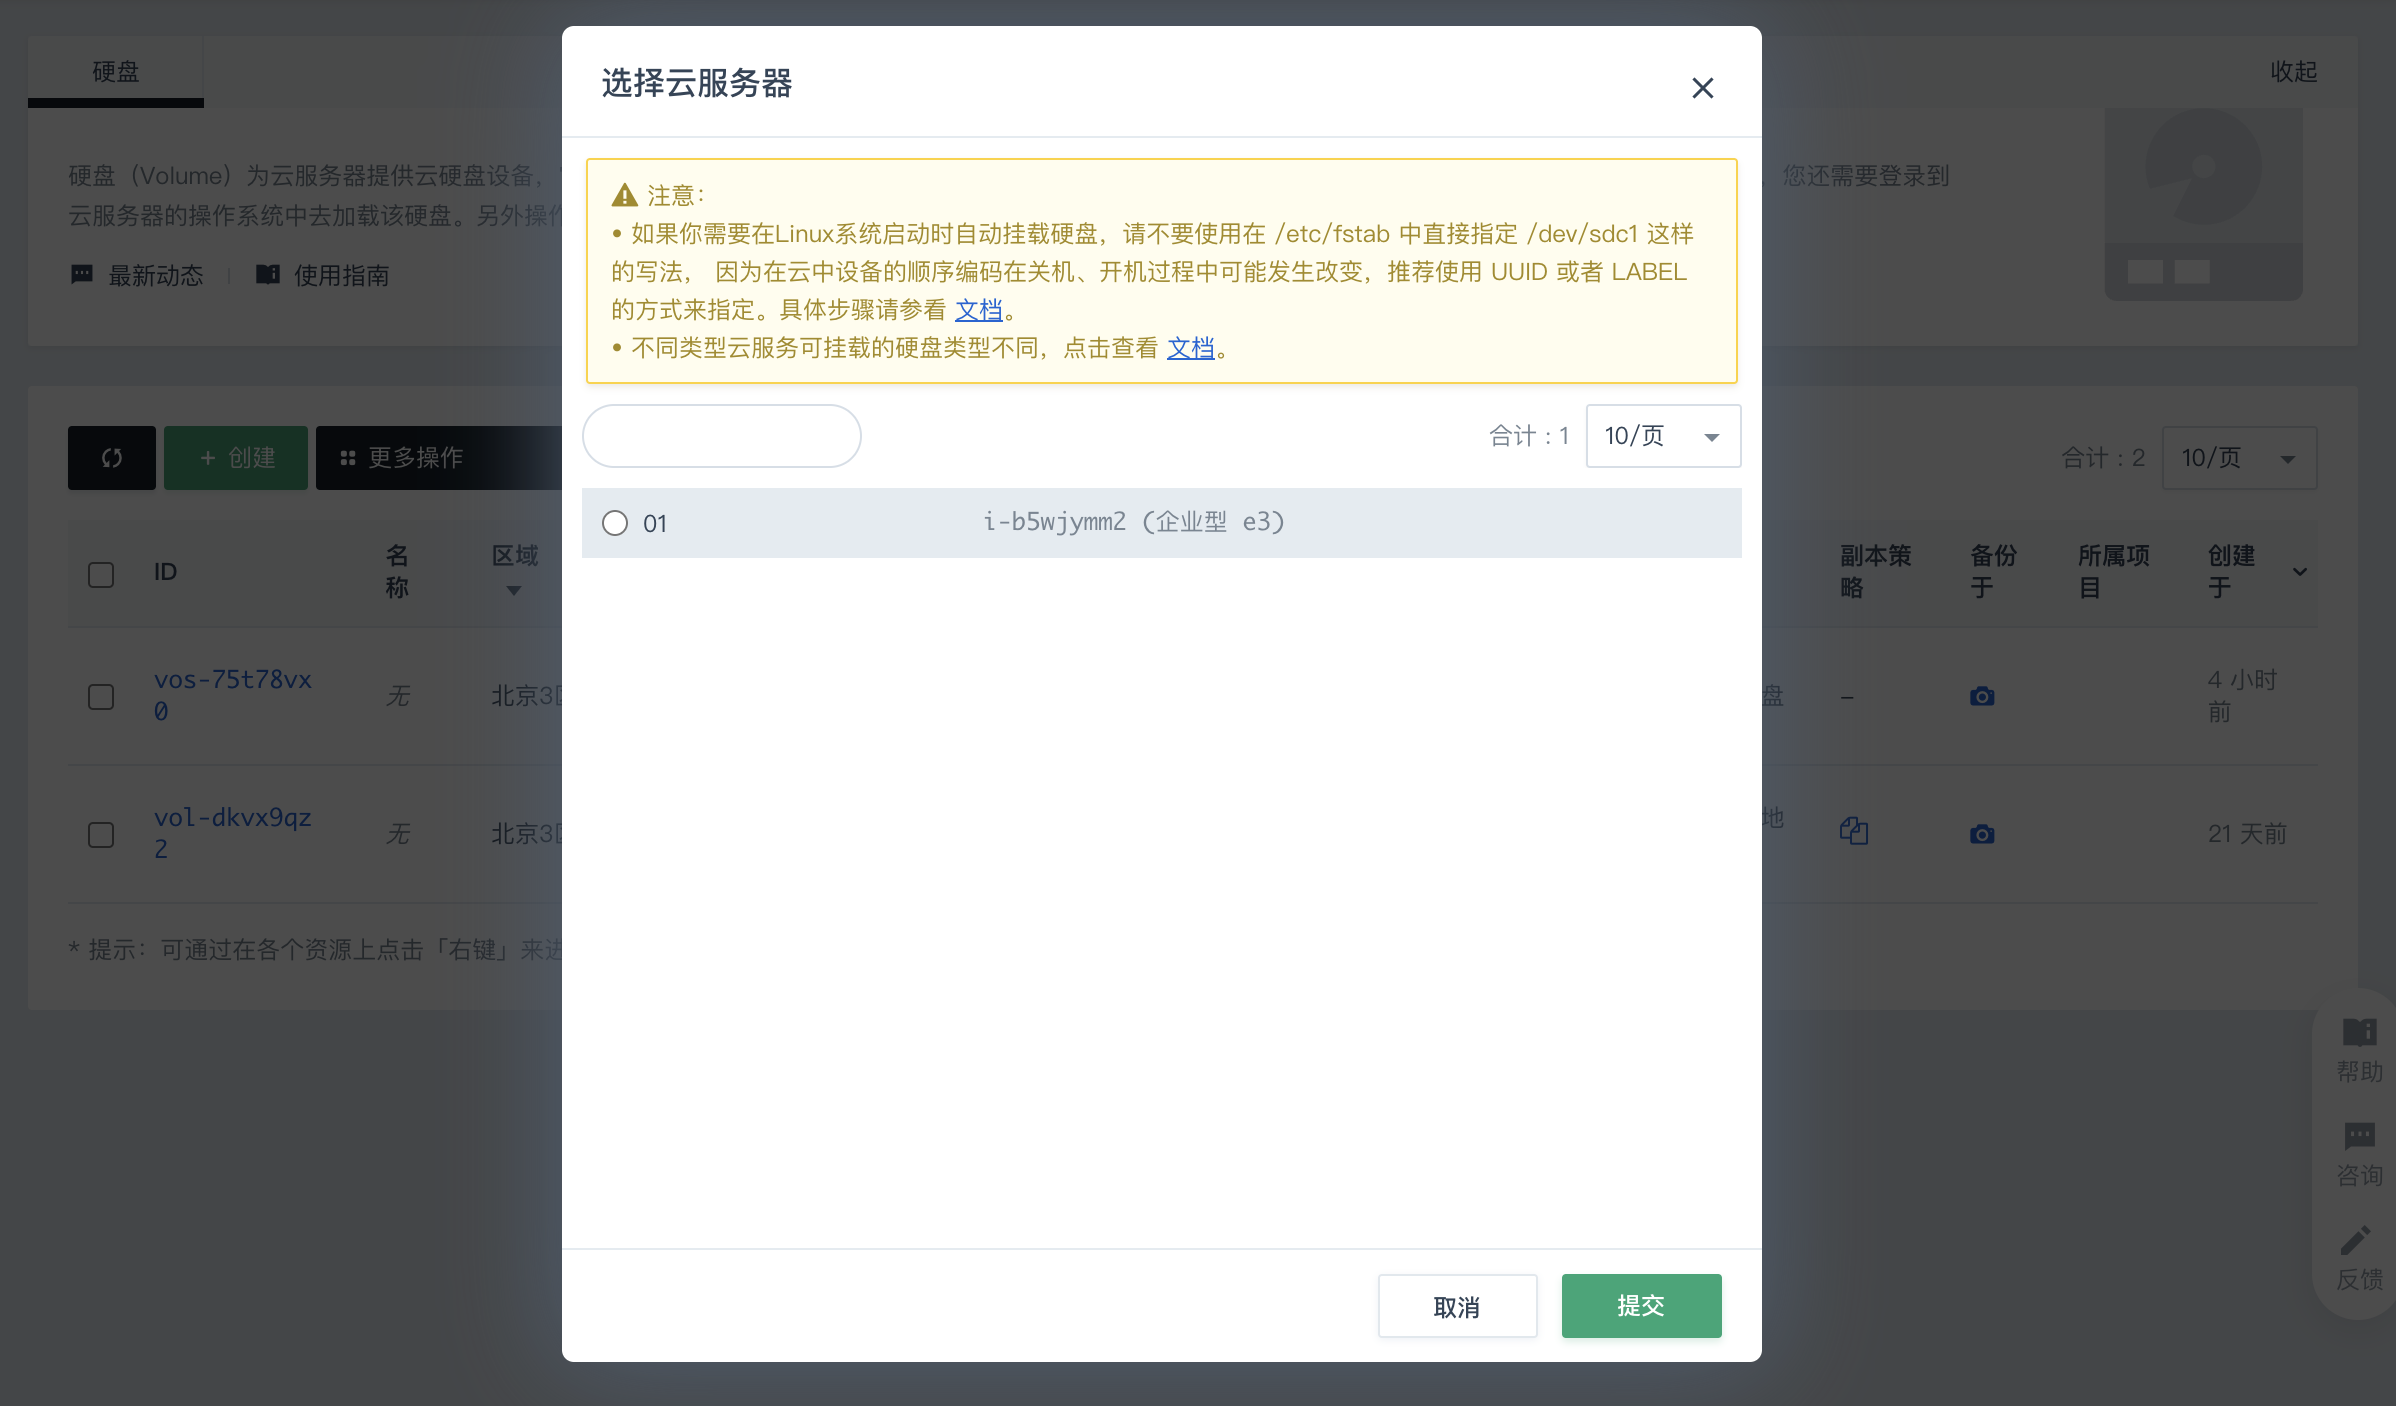 硬盘
收起
硬盘（Volume）为云服务器提供云硬盘设备，
您还需要登录到
云服务器的操作系统中去加载该硬盘。另外操作
最新动态
使用指南
创建
更多操作
合计：2
10/页
ID
名称
区域
副本策略
备份于
所属项目
创建于
vos-75t78vx0
无
北京3
盘
–
4 小时前
vol-dkvx9qz2
无
北京3
地
21 天前
* 提示：可通过在各个资源上点击「右键」来进
选择云服务器
注意：
• 如果你需要在Linux系统启动时自动挂载硬盘，请不要使用在 /etc/fstab 中直接指定 /dev/sdc1 这样
的写法， 因为在云中设备的顺序编码在关机、开机过程中可能发生改变，推荐使用 UUID 或者 LABEL
的方式来指定。具体步骤请参看 文档。
• 不同类型云服务可挂载的硬盘类型不同，点击查看 文档。
合计：1
10/页
01
i-b5wjymm2 (企业型 e3)
取消
提交
帮助
咨询
反馈